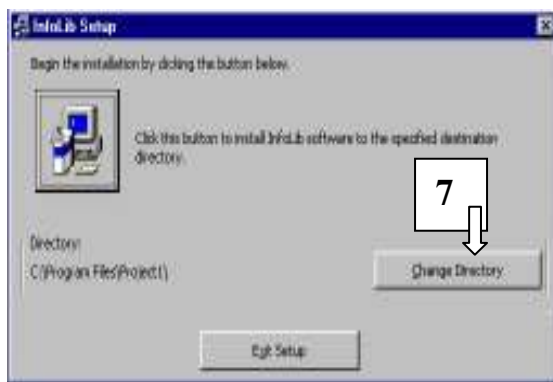 InfoLib Setup
Begin the installation by clicking the button below.
Click this button to install InfoLib software to the specified destination
directory.
7
Directory:
C:\Program Files\Project1\
Change Directory
Exit Setup